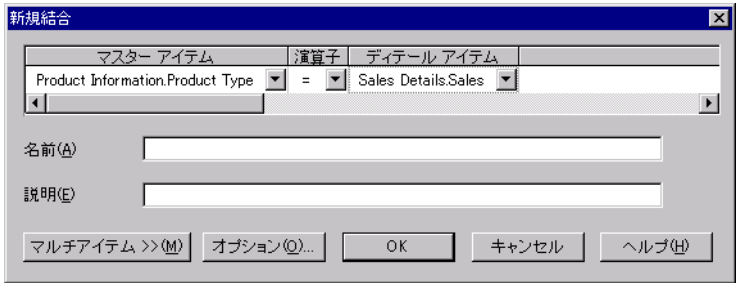 新規結合
マスター アイテム 演算子 ディテール アイテム
Product Information.Product Type = Sales Details.Sales
名前(A)
説明(E)
マルチアイテム >>(M) オプション(O)... OK キャンセル ヘルプ(H)